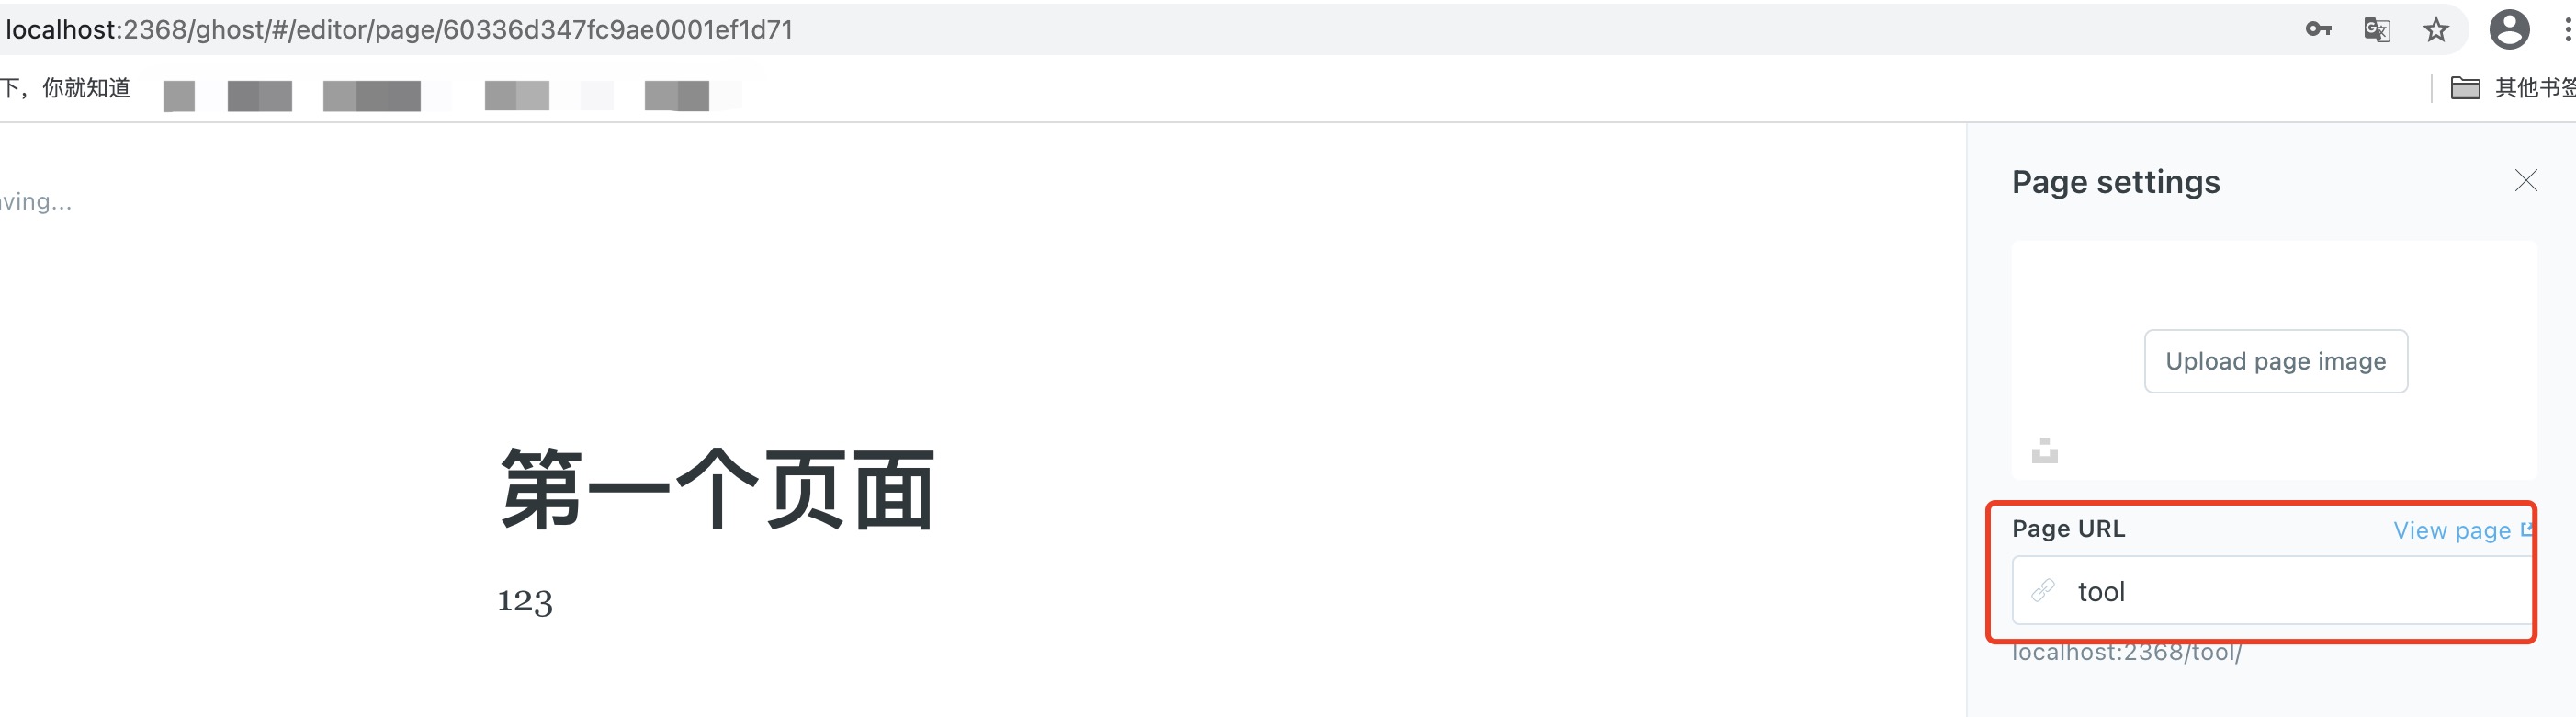 localhost:2368/ghost/#/editor/page/60336d347fc9ae0001ef1d71
下，你就知道
其他书签
ving...
Page settings
Upload page image
第一个页面
123
Page URL
View page
tool
localhost:2368/tool/